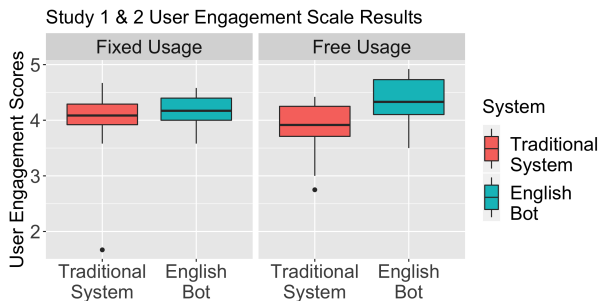 Study 1 & 2 User Engagement Scale Results
Fixed Usage
Free Usage
User Engagement Scores
5
4
3
2
Traditional
System
English
Bot
Traditional
System
English
Bot
System
Traditional
System
English
Bot